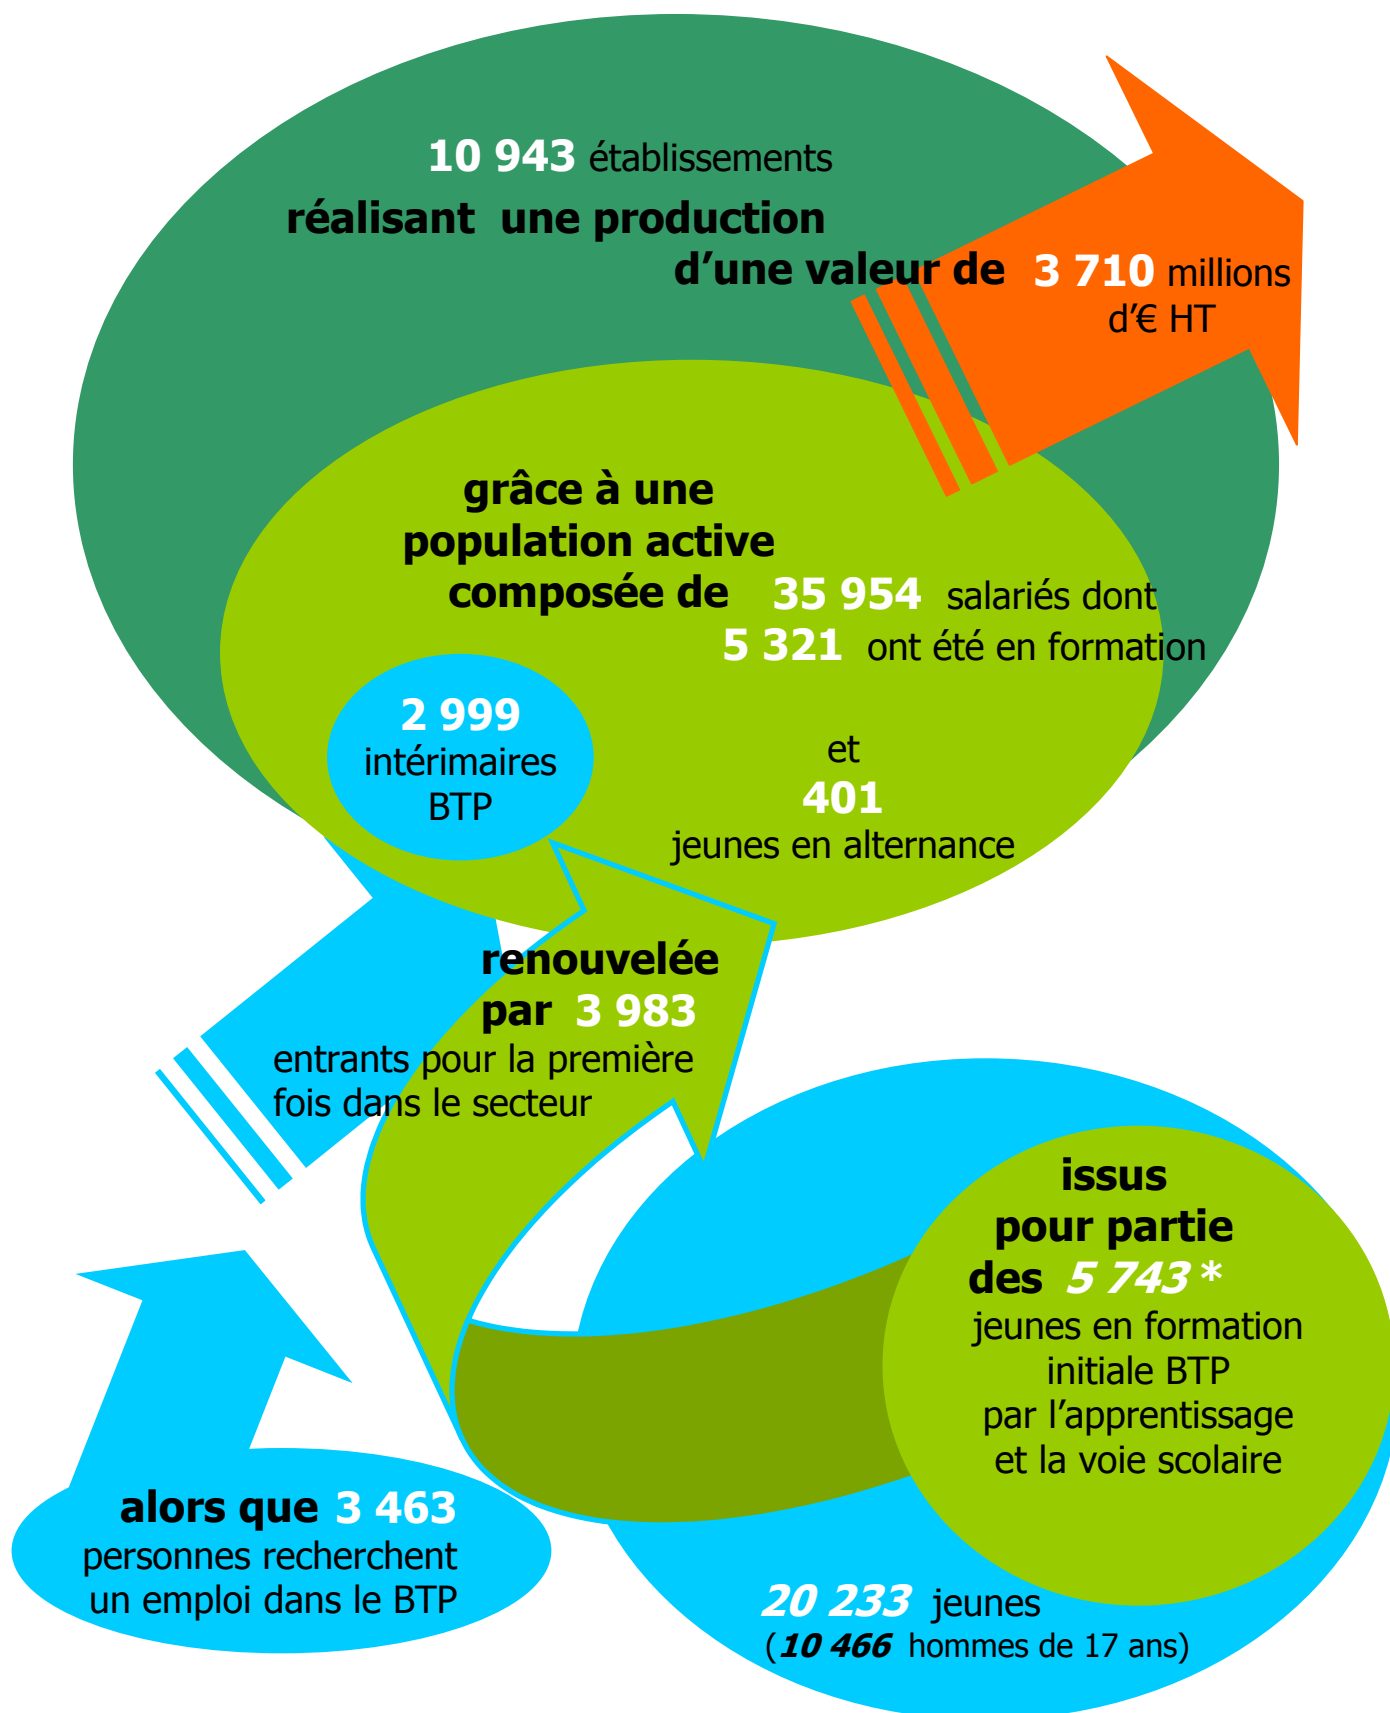 10 943 établissements
réalisant une production
d’une valeur de 3 710 millions
d’€ HT
grâce à une
population active
composée de 35 954 salariés dont
5 321 ont été en formation
2 999
intérimaires
BTP
et
401
jeunes en alternance
renouvelée
par 3 983
entrants pour la première
fois dans le secteur
issus
pour partie
des 5 743 *
jeunes en formation
initiale BTP
par l’apprentissage
et la voie scolaire
alors que 3 463
personnes recherchent
un emploi dans le BTP
20 233 jeunes
(10 466 hommes de 17 ans)